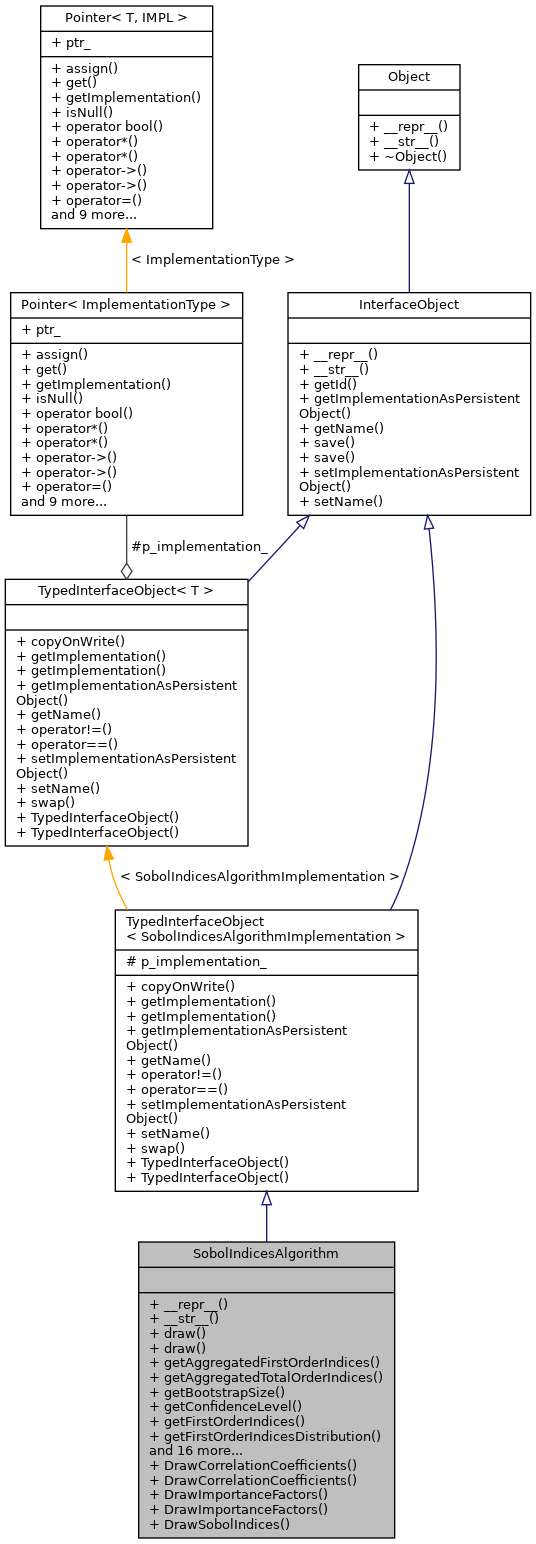 Pointer< T, IMPL >
+ ptr_
+ assign()
+ get()
+ getImplementation()
+ isNull()
+ operator bool()
+ operator*()
+ operator*()
+ operator->()
+ operator->()
+ operator=()
and 9 more...
Object
+ __repr__()
+ __str__()
+ ~Object()
< ImplementationType >
Pointer< ImplementationType >
+ ptr_
+ assign()
+ get()
+ getImplementation()
+ isNull()
+ operator bool()
+ operator*()
+ operator*()
+ operator->()
+ operator->()
+ operator=()
and 9 more...
InterfaceObject
+ __repr__()
+ __str__()
+ getId()
+ getImplementationAsPersistent
Object()
+ getName()
+ save()
+ save()
+ setImplementationAsPersistent
Object()
+ setName()
#p_implementation_
TypedInterfaceObject< T >
+ copyOnWrite()
+ getImplementation()
+ getImplementation()
+ getImplementationAsPersistent
Object()
+ getName()
+ operator!=()
+ operator==()
+ setImplementationAsPersistent
Object()
+ setName()
+ swap()
+ TypedInterfaceObject()
+ TypedInterfaceObject()
< SobolIndicesAlgorithmImplementation >
TypedInterfaceObject
< SobolIndicesAlgorithmImplementation >
# p_implementation_
+ copyOnWrite()
+ getImplementation()
+ getImplementation()
+ getImplementationAsPersistent
Object()
+ getName()
+ operator!=()
+ operator==()
+ setImplementationAsPersistent
Object()
+ setName()
+ swap()
+ TypedInterfaceObject()
+ TypedInterfaceObject()
SobolIndicesAlgorithm
+ __repr__()
+ __str__()
+ draw()
+ draw()
+ getAggregatedFirstOrderIndices()
+ getAggregatedTotalOrderIndices()
+ getBootstrapSize()
+ getConfidenceLevel()
+ getFirstOrderIndices()
+ getFirstOrderIndicesDistribution()
and 16 more...
+ DrawCorrelationCoefficients()
+ DrawCorrelationCoefficients()
+ DrawImportanceFactors()
+ DrawImportanceFactors()
+ DrawSobolIndices()